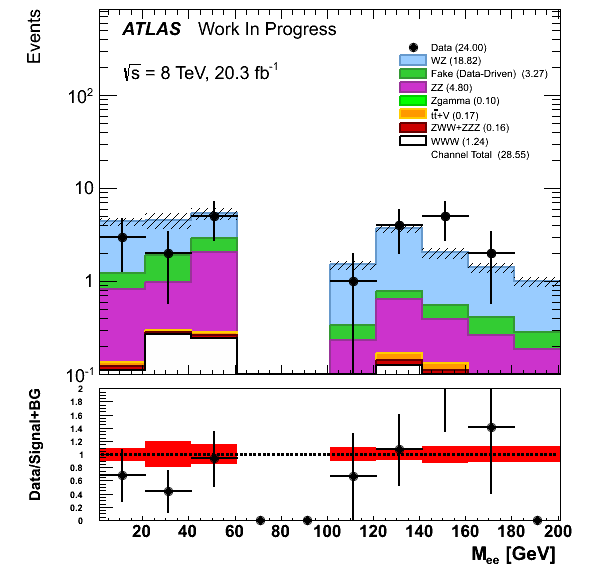 Events
ATLAS Work In Progress
√s = 8 TeV, 20.3 fb⁻¹
Data (24.00)
WZ (18.82)
Fake (Data-Driven) (3.27)
ZZ (4.80)
Zgamma (0.10)
tt̄+V (0.17)
ZWW+ZZZ (0.16)
WWW (1.24)
Channel Total (28.55)
10²
10
1
10⁻¹
Data/Signal+BG
2
1.8
1.6
1.4
1.2
1
0.8
0.6
0.4
0.2
0
20 40 60 80 100 120 140 160 180 200
M_ee [GeV]